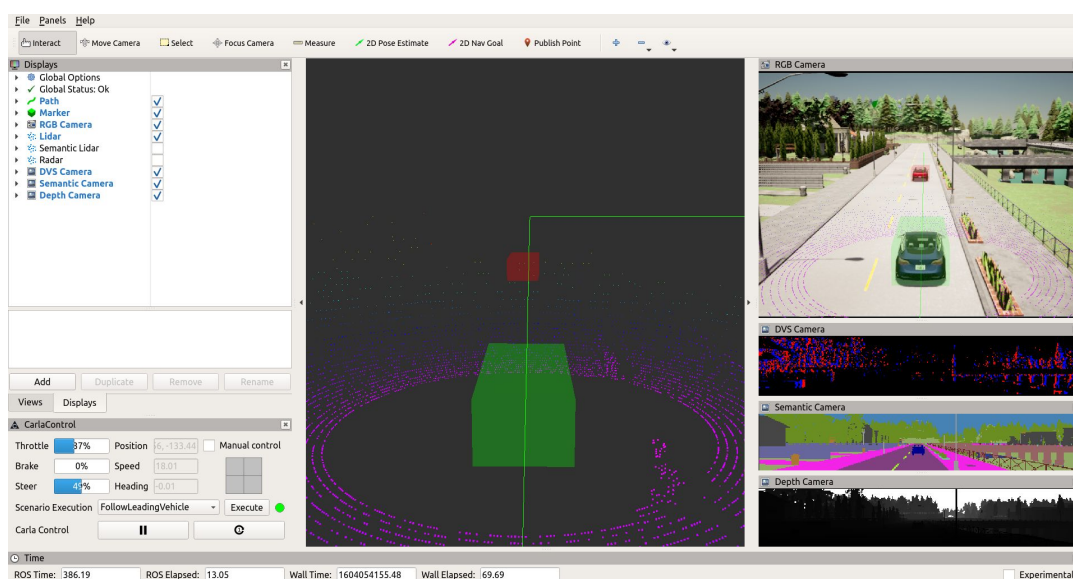 File Panels Help
Interact Move Camera Select Focus Camera Measure 2D Pose Estimate 2D Nav Goal Publish Point
Displays
Global Options
Global Status: Ok
Path
Marker
RGB Camera
Lidar
Semantic Lidar
Radar
DVS Camera
Semantic Camera
Depth Camera
Add Duplicate Remove Rename
Views Displays
CarlaControl
Throttle 37% Position -133.44 Manual control
Brake 0% Speed 18.01
Steer 49% Heading -0.01
Scenario Execution FollowLeadingVehicle Execute
Carla Control
RGB Camera
DVS Camera
Semantic Camera
Depth Camera
Time
ROS Time: 386.19 ROS Elapsed: 13.05 Wall Time: 1604054155.48 Wall Elapsed: 69.69 Experimental